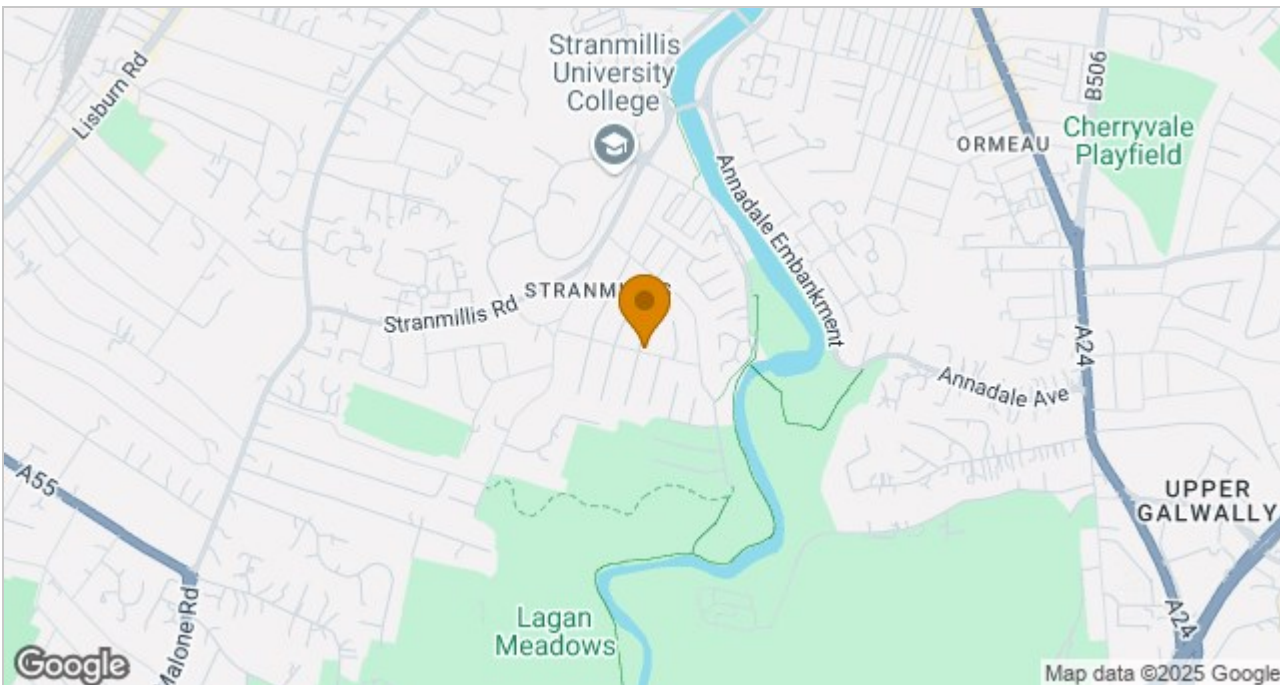 Stranmillis
University
College
Lisburn Rd
B506
Cherryvale
Playfield
ORMEAU
Annadale Embankment
STRANMILLIS
Stranmillis Rd
A24
Annadale Ave
A55
UPPER
GALWALLY
Malone Rd
Lagan
Meadows
A24
Google
Map data ©2025 Google